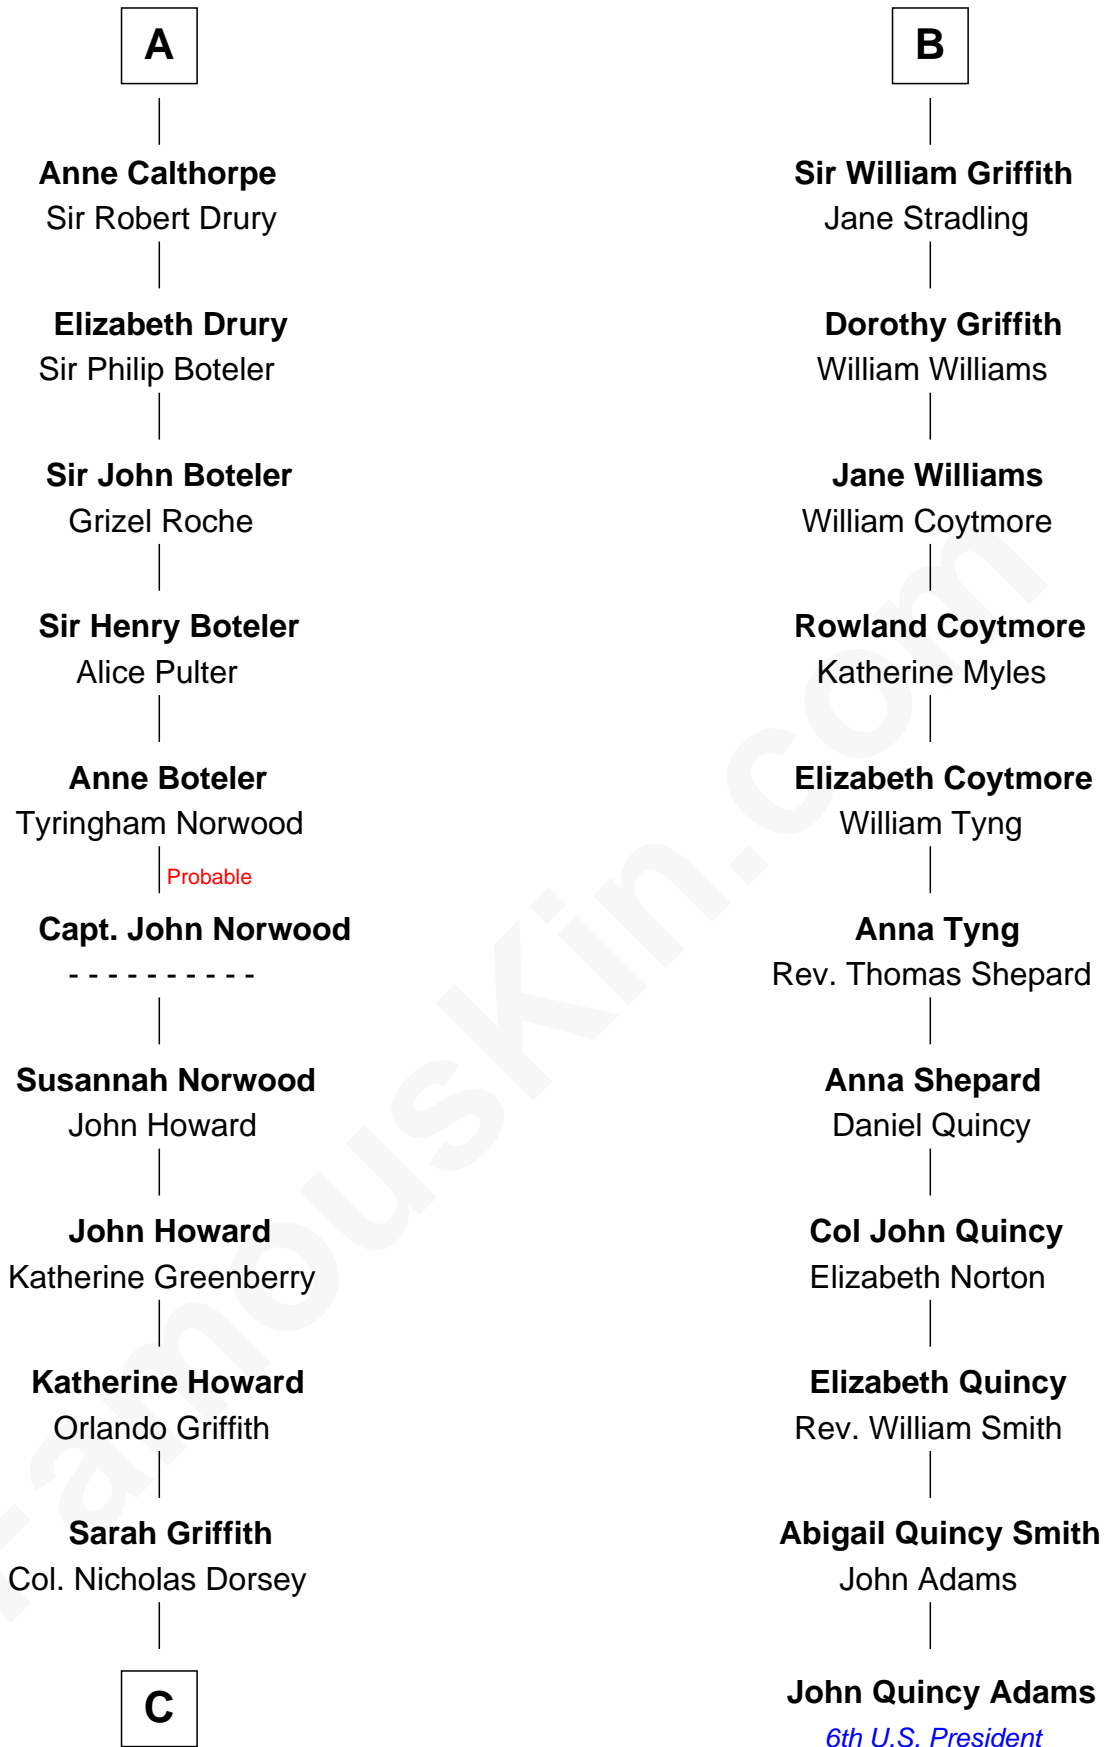 A
Anne Calthorpe
Sir Robert Drury
Elizabeth Drury
Sir Philip Boteler
Sir John Boteler
Grizel Roche
Sir Henry Boteler
Alice Pulter
Anne Boteler
Tyringham Norwood
Probable
Capt. John Norwood
- - - - - - - - - -
Susannah Norwood
John Howard
John Howard
Katherine Greenberry
Katherine Howard
Orlando Griffith
Sarah Griffith
Col. Nicholas Dorsey
C
B
Sir William Griffith
Jane Stradling
Dorothy Griffith
William Williams
Jane Williams
William Coytmore
Rowland Coytmore
Katherine Myles
Elizabeth Coytmore
William Tyng
Anna Tyng
Rev. Thomas Shepard
Anna Shepard
Daniel Quincy
Col John Quincy
Elizabeth Norton
Elizabeth Quincy
Rev. William Smith
Abigail Quincy Smith
John Adams
John Quincy Adams
6th U.S. President
FamousKin.com